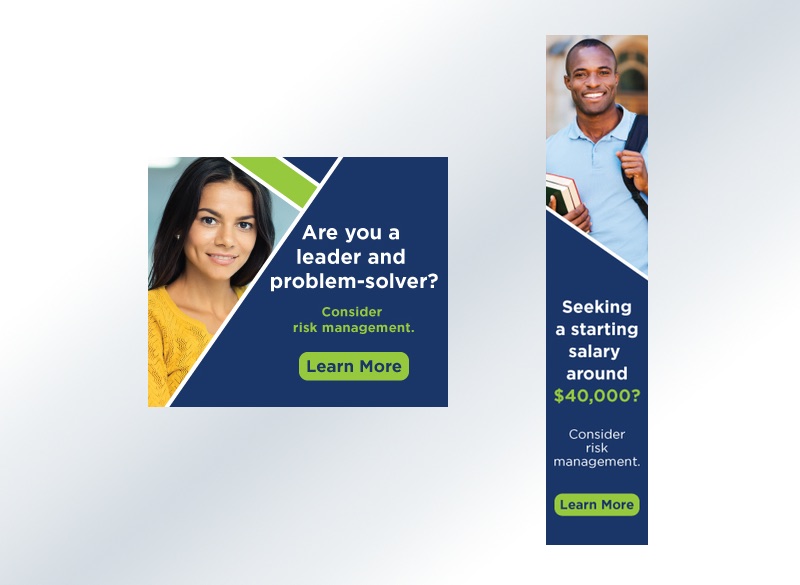 Are you a
leader and
problem-solver?
Consider
risk management.
Learn More
Seeking
a starting
salary
around
$40,000?
Consider
risk
management.
Learn More